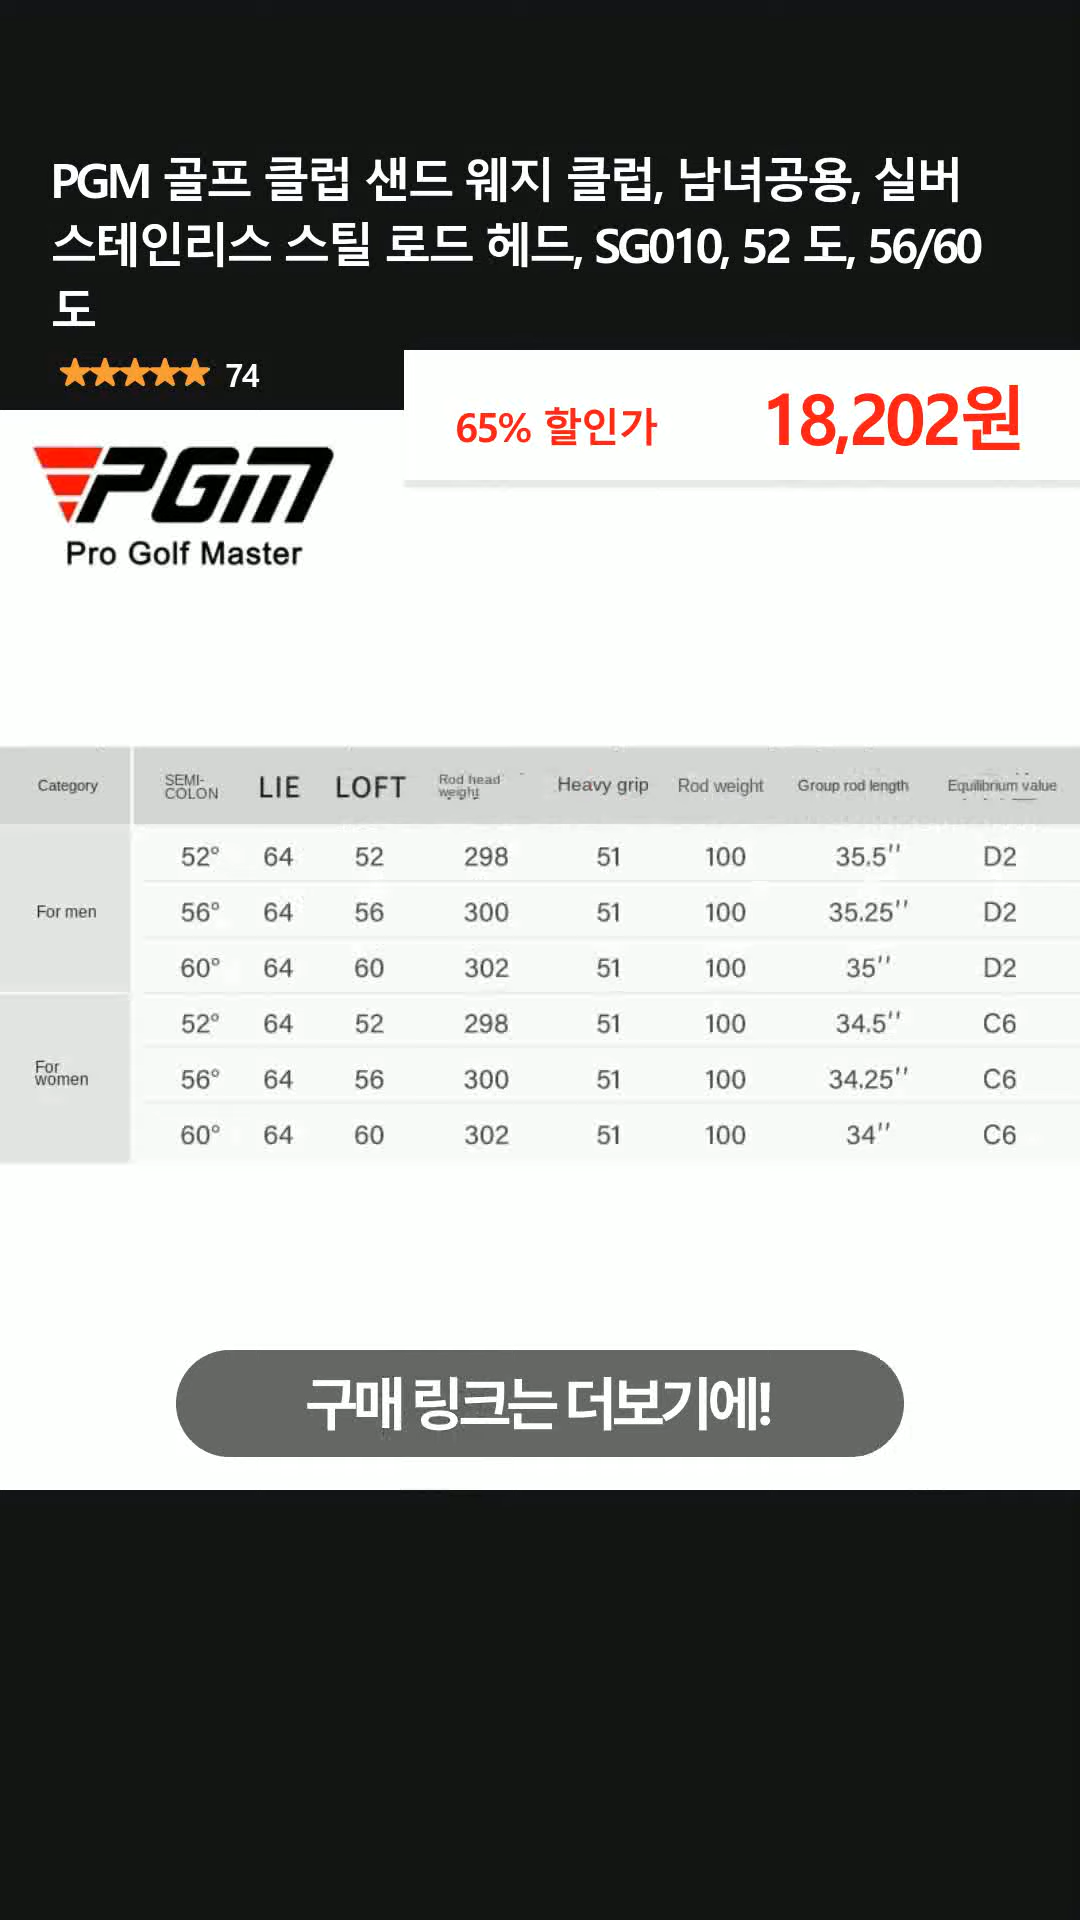 PGM 골프 클럽 샌드 웨지 클럽, 남녀공용, 실버
스테인리스 스틸 로드 헤드, SG010, 52 도, 56/60
도
★★★★★ 74
65% 할인가 18,202원
PGM
Pro Golf Master
Category SEMI-COLON LIE LOFT Rod head weight Heavy grip Rod weight Group rod length Equilibrium value
For men
52° 64 52 298 51 100 35.5′′ D2
56° 64 56 300 51 100 35.25′′ D2
60° 64 60 302 51 100 35′′ D2
For women
52° 64 52 298 51 100 34.5′′ C6
56° 64 56 300 51 100 34.25′′ C6
60° 64 60 302 51 100 34′′ C6
구매 링크는 더보기에!